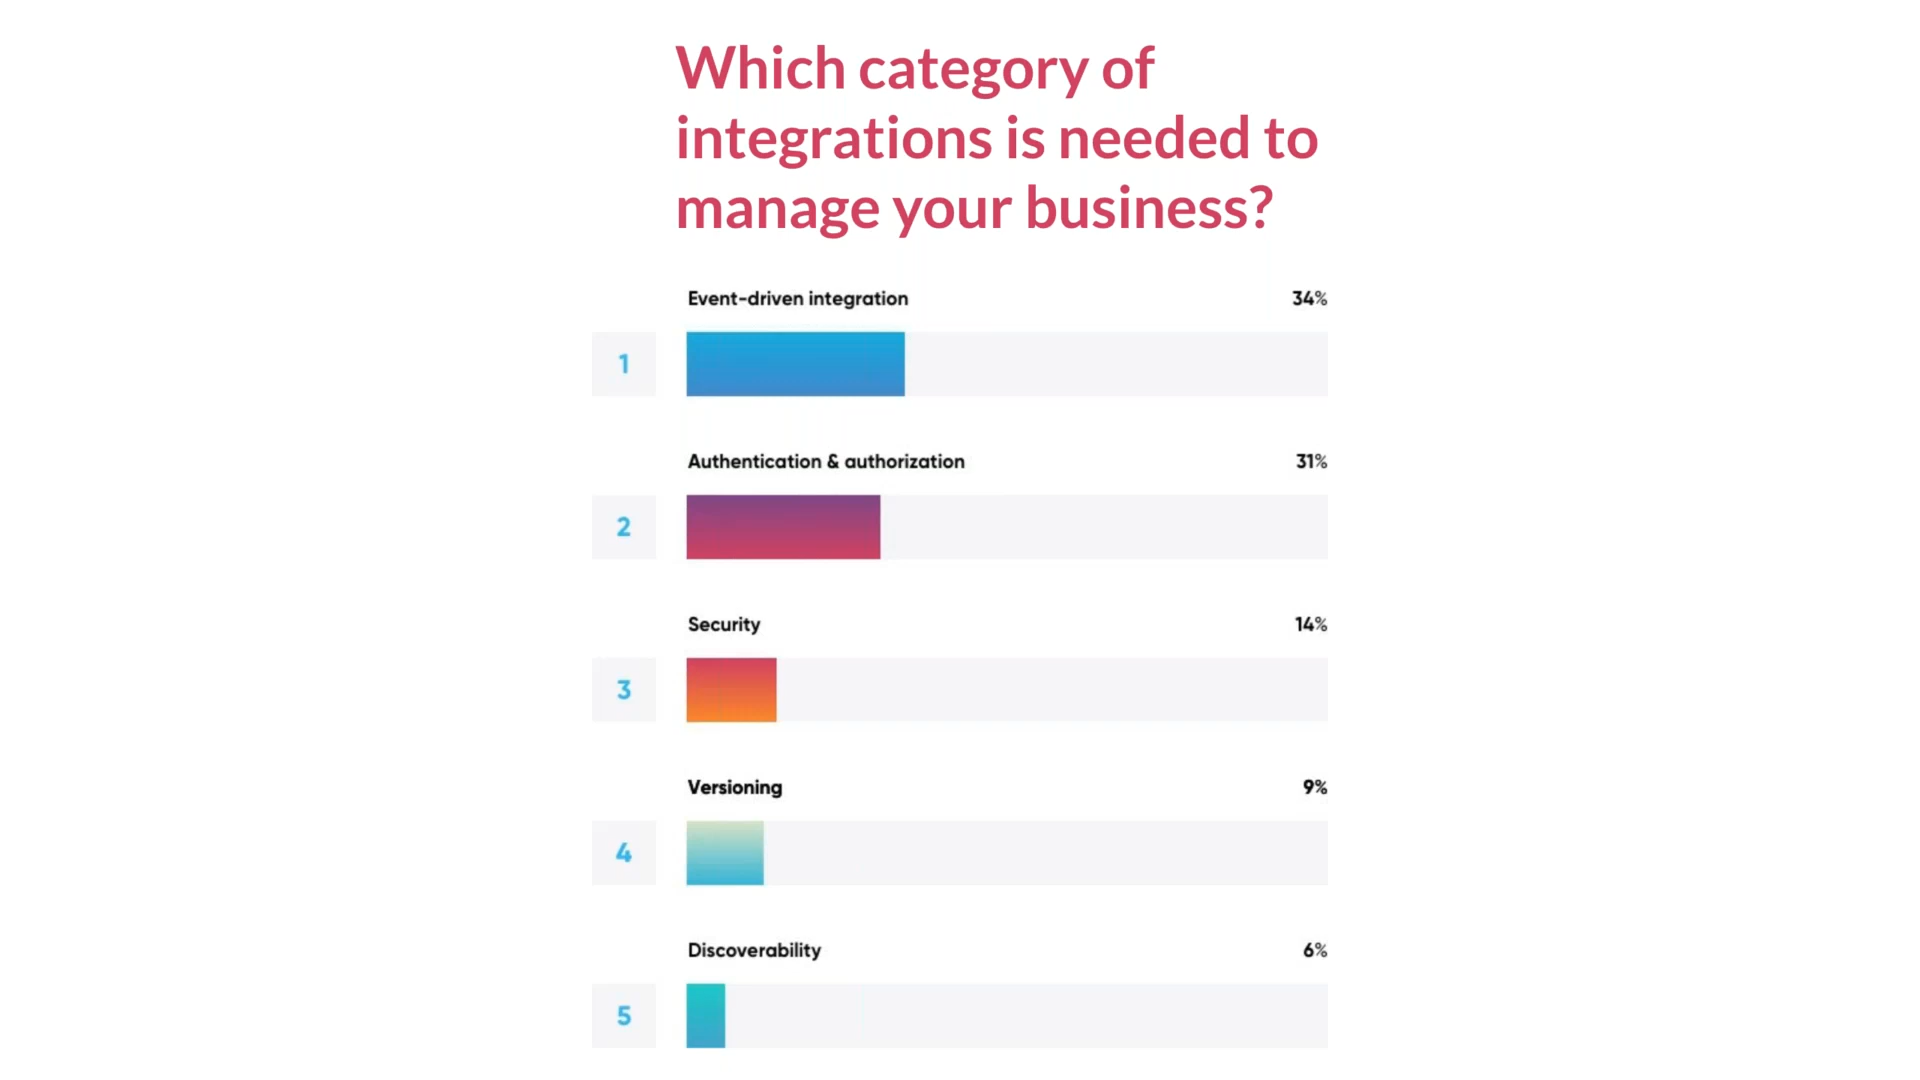 Which category of
integrations is needed to
manage your business?
Event-driven integration 34%
1
Authentication & authorization 31%
2
Security 14%
3
Versioning 9%
4
Discoverability 6%
5